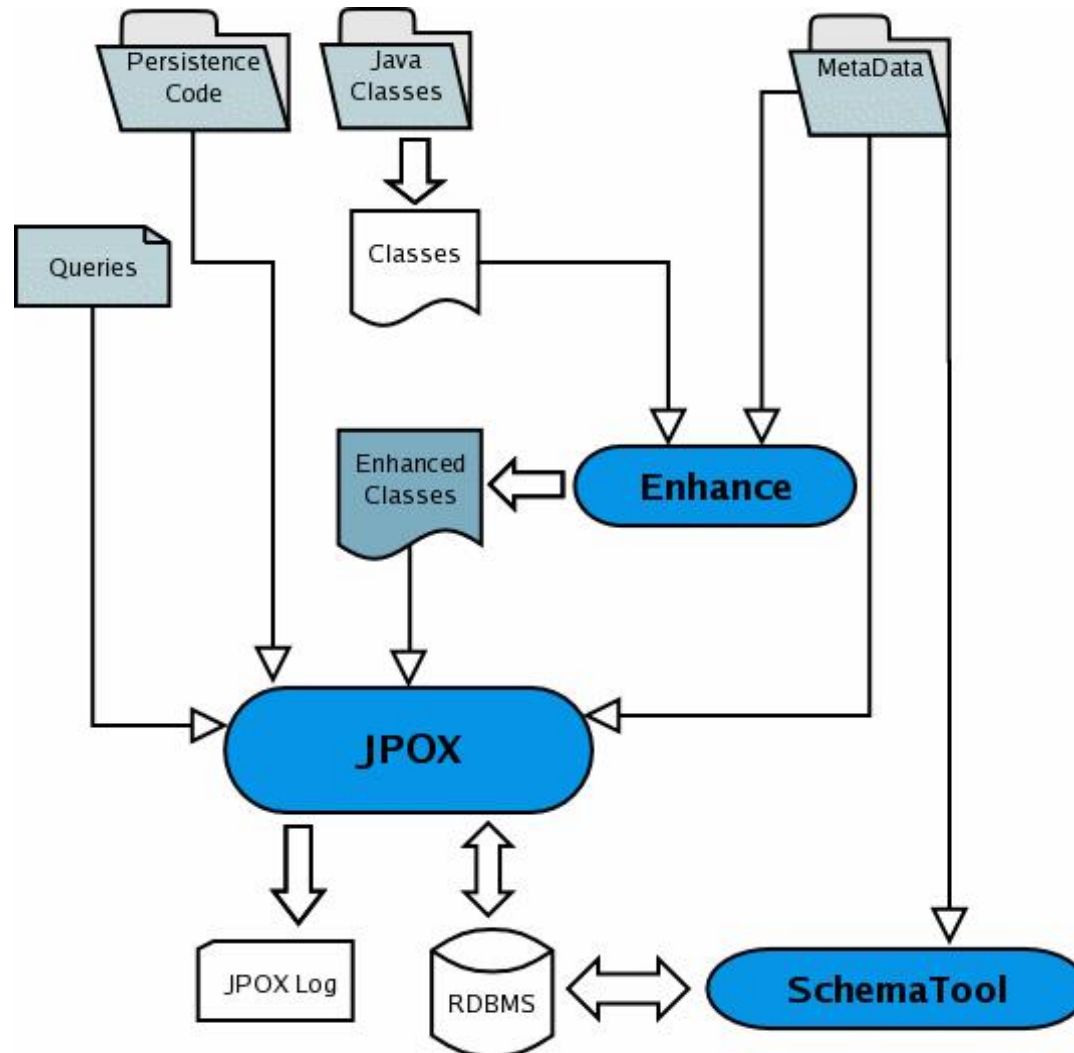 Persistence
Code
Java
Classes
MetaData
Queries
Classes
Enhanced
Classes
Enhance
JPOX
JPOX Log
RDBMS
SchemaTool